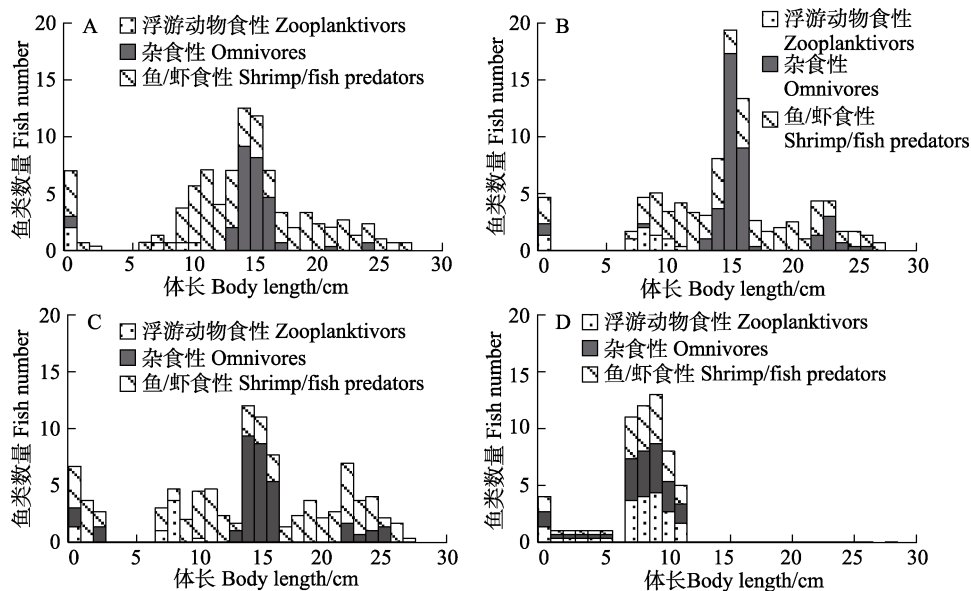 A
浮游动物食性 Zooplanktivors
杂食性 Omnivores
鱼/虾食性 Shrimp/fish predators
鱼类数量 Fish number
20
15
10
5
0
0 5 10 15 20 25 30
体长 Body length/cm
B
浮游动物食性
Zooplanktivors
杂食性
Omnivores
鱼/虾食性
Shrimp/fish predators
鱼类数量 Fish number
20
15
10
5
0
0 5 10 15 20 25 30
体长 Body length/cm
C
浮游动物食性 Zooplanktivors
杂食性 Omnivores
鱼/虾食性 Shrimp/fish predators
鱼类数量 Fish number
20
15
10
5
0
0 5 10 15 20 25 30
体长 Body length/cm
D
浮游动物食性 Zooplanktivors
杂食性 Omnivores
鱼/虾食性 Shrimp/fish predators
鱼类数量 Fish number
20
15
10
5
0
0 5 10 15 20 25 30
体长Body length/cm